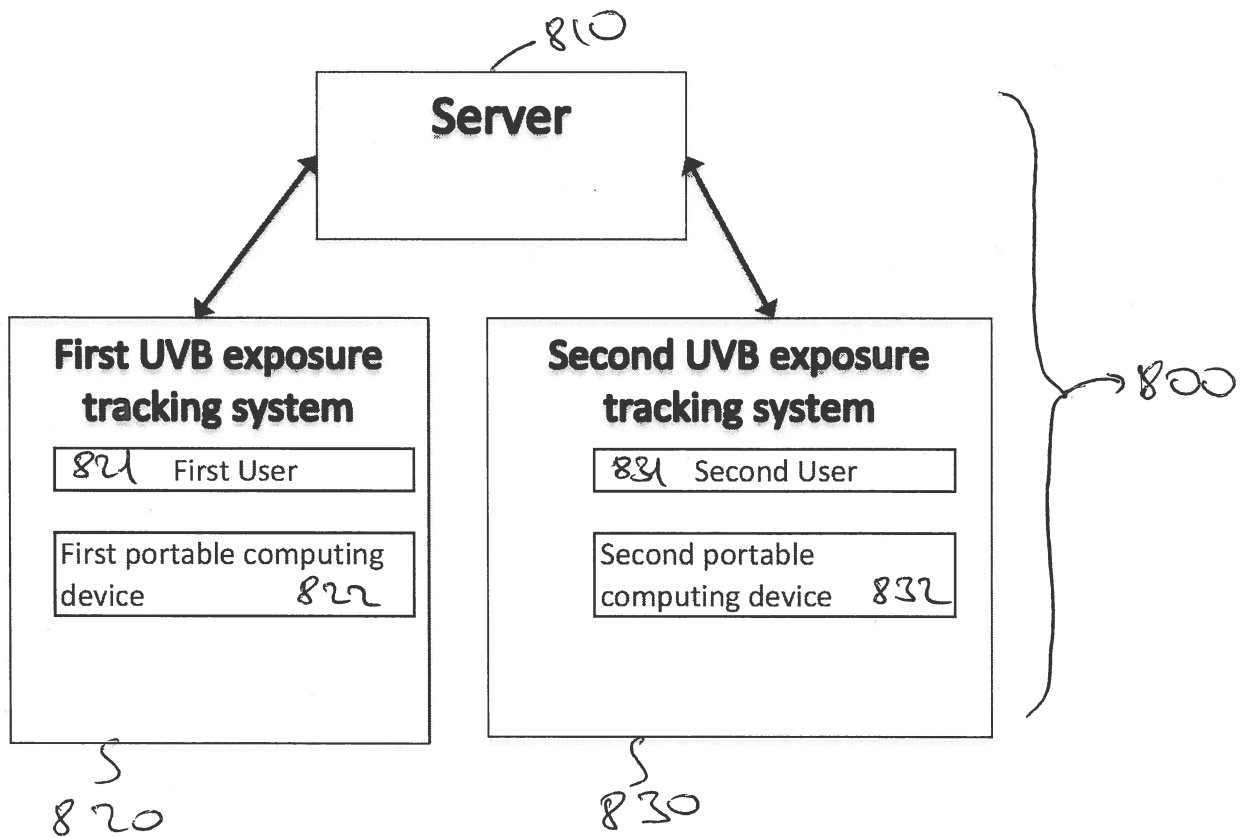 810
Server
800
First UVB exposure
tracking system
821 First User
First portable computing
device 822
820
Second UVB exposure
tracking system
831 Second User
Second portable
computing device 832
830